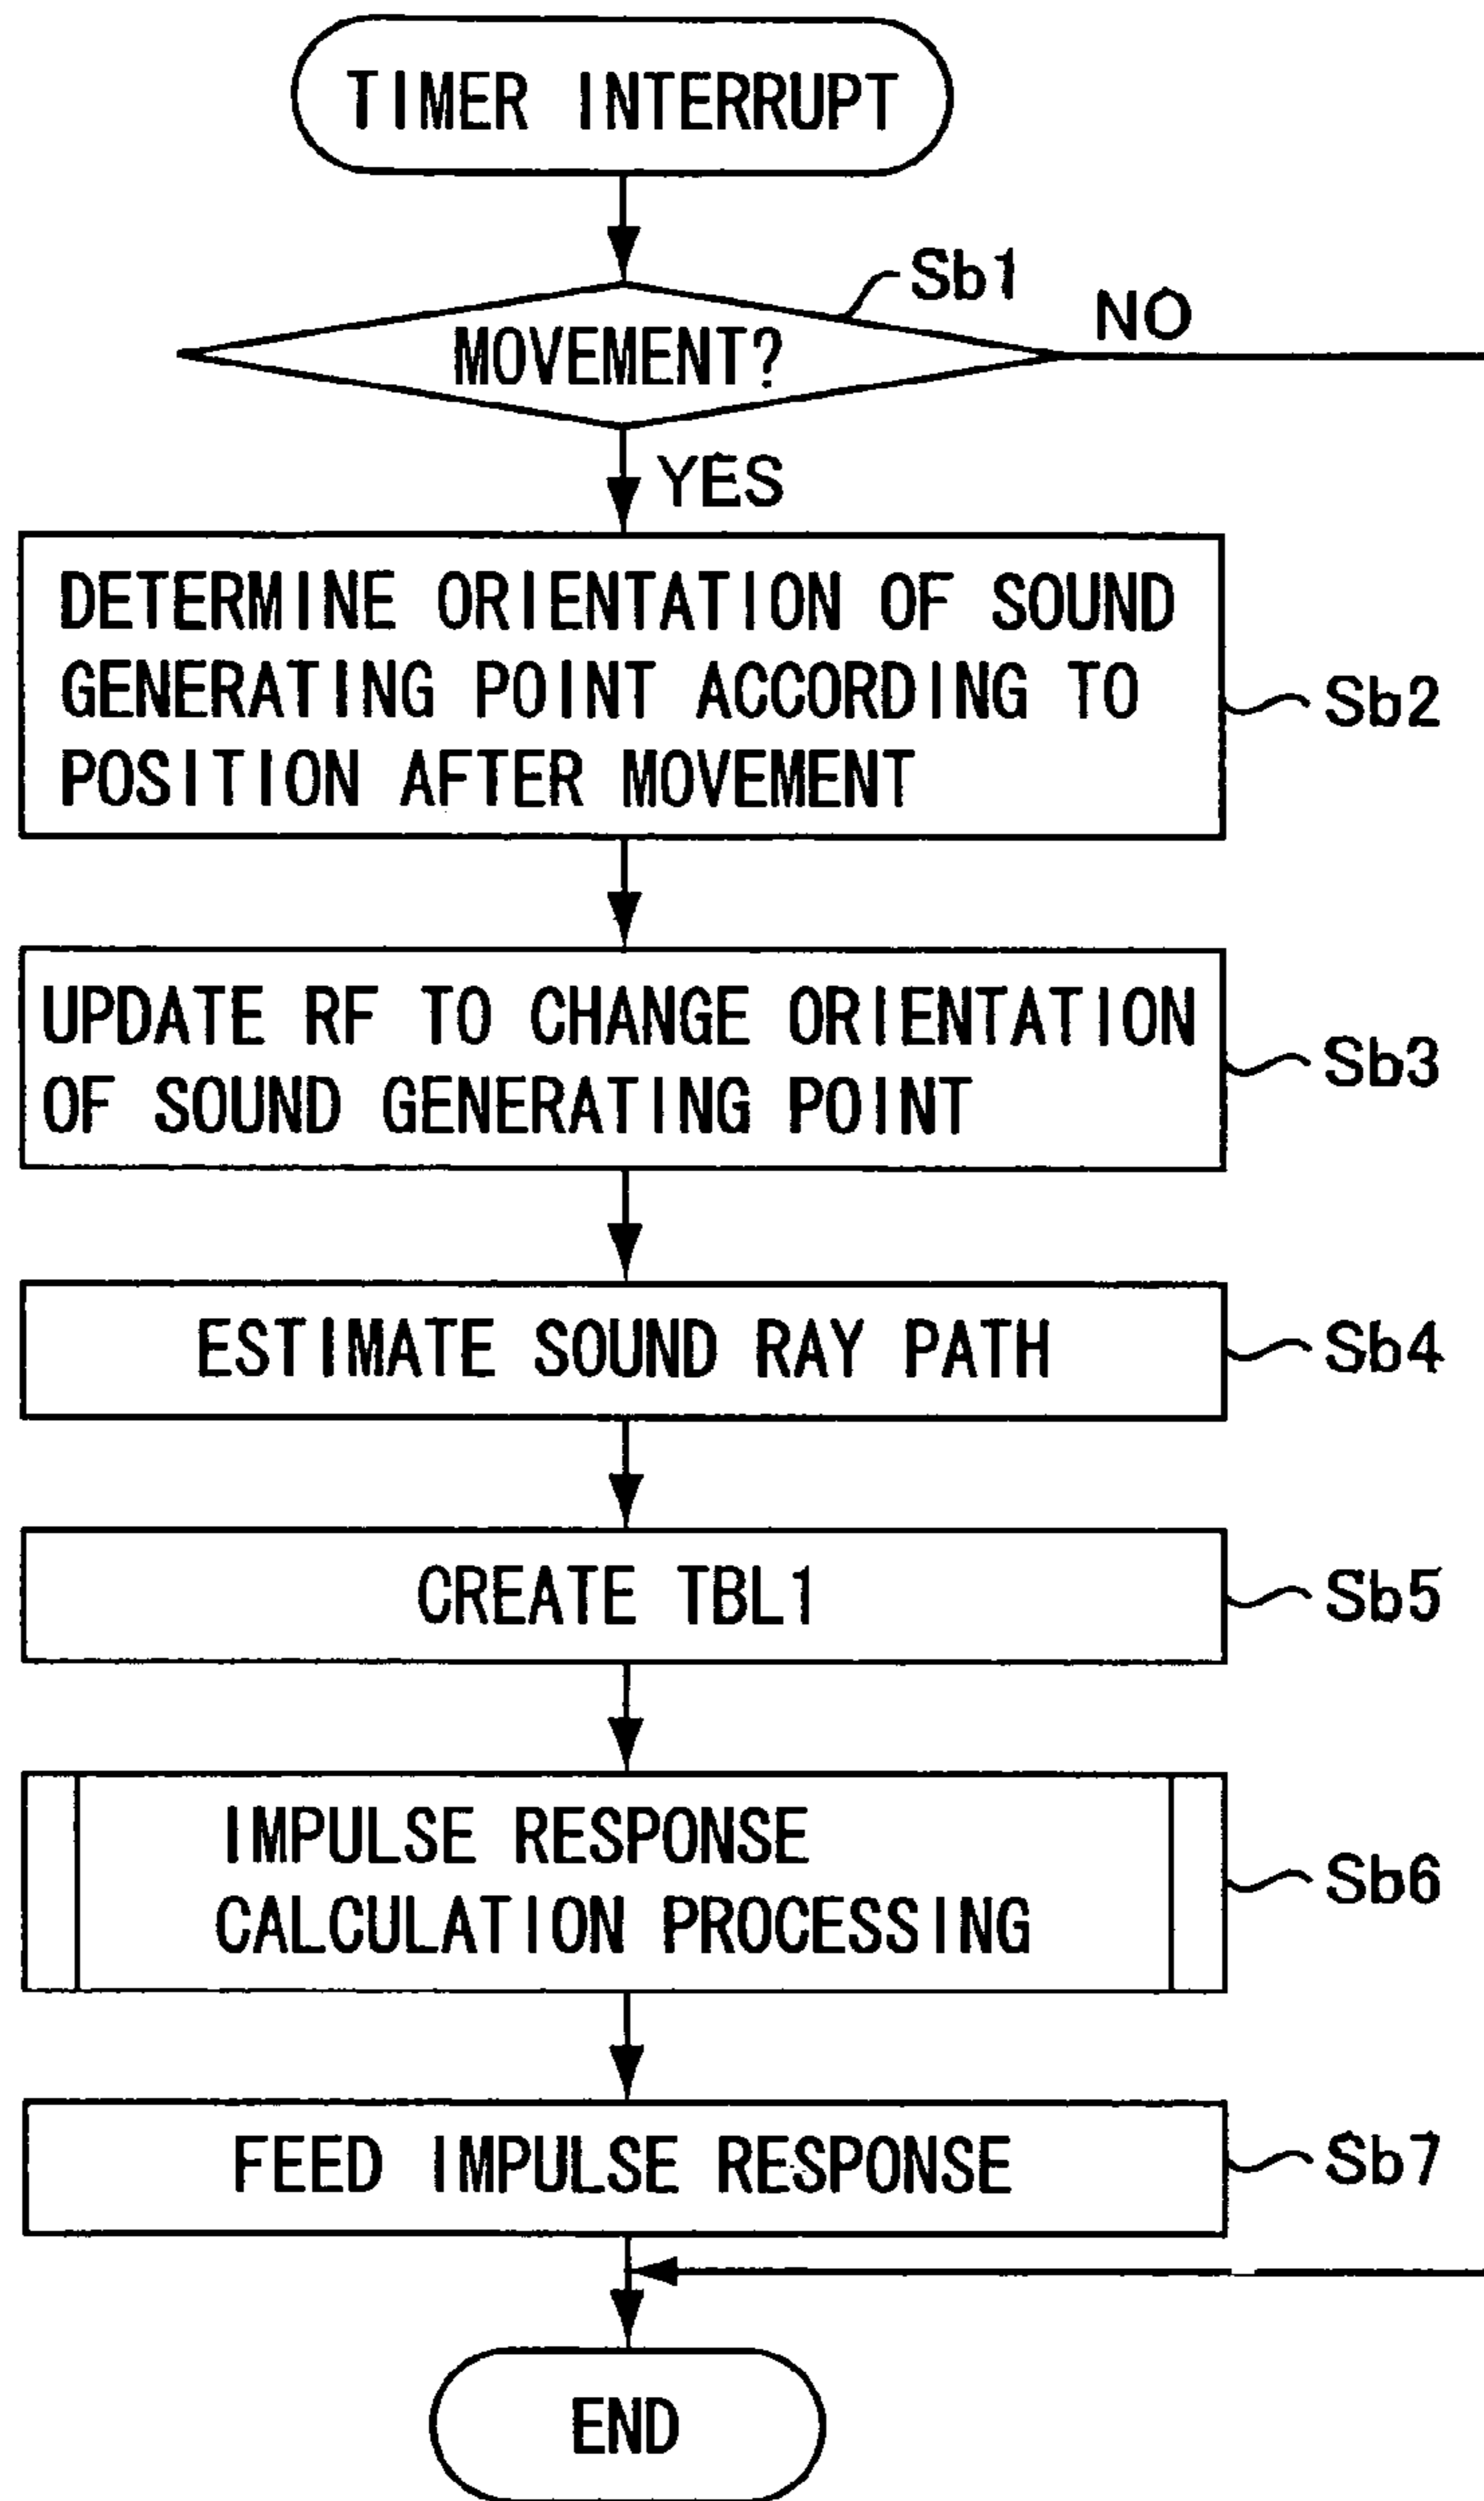 TIMER INTERRUPT
Sb1
NO
MOVEMENT?
YES
DETERMINE ORIENTATION OF SOUND
GENERATING POINT ACCORDING TO
POSITION AFTER MOVEMENT
Sb2
UPDATE RF TO CHANGE ORIENTATION
OF SOUND GENERATING POINT
Sb3
ESTIMATE SOUND RAY PATH
Sb4
CREATE TBL1
Sb5
IMPULSE RESPONSE
CALCULATION PROCESSING
Sb6
FEED IMPULSE RESPONSE
Sb7
END